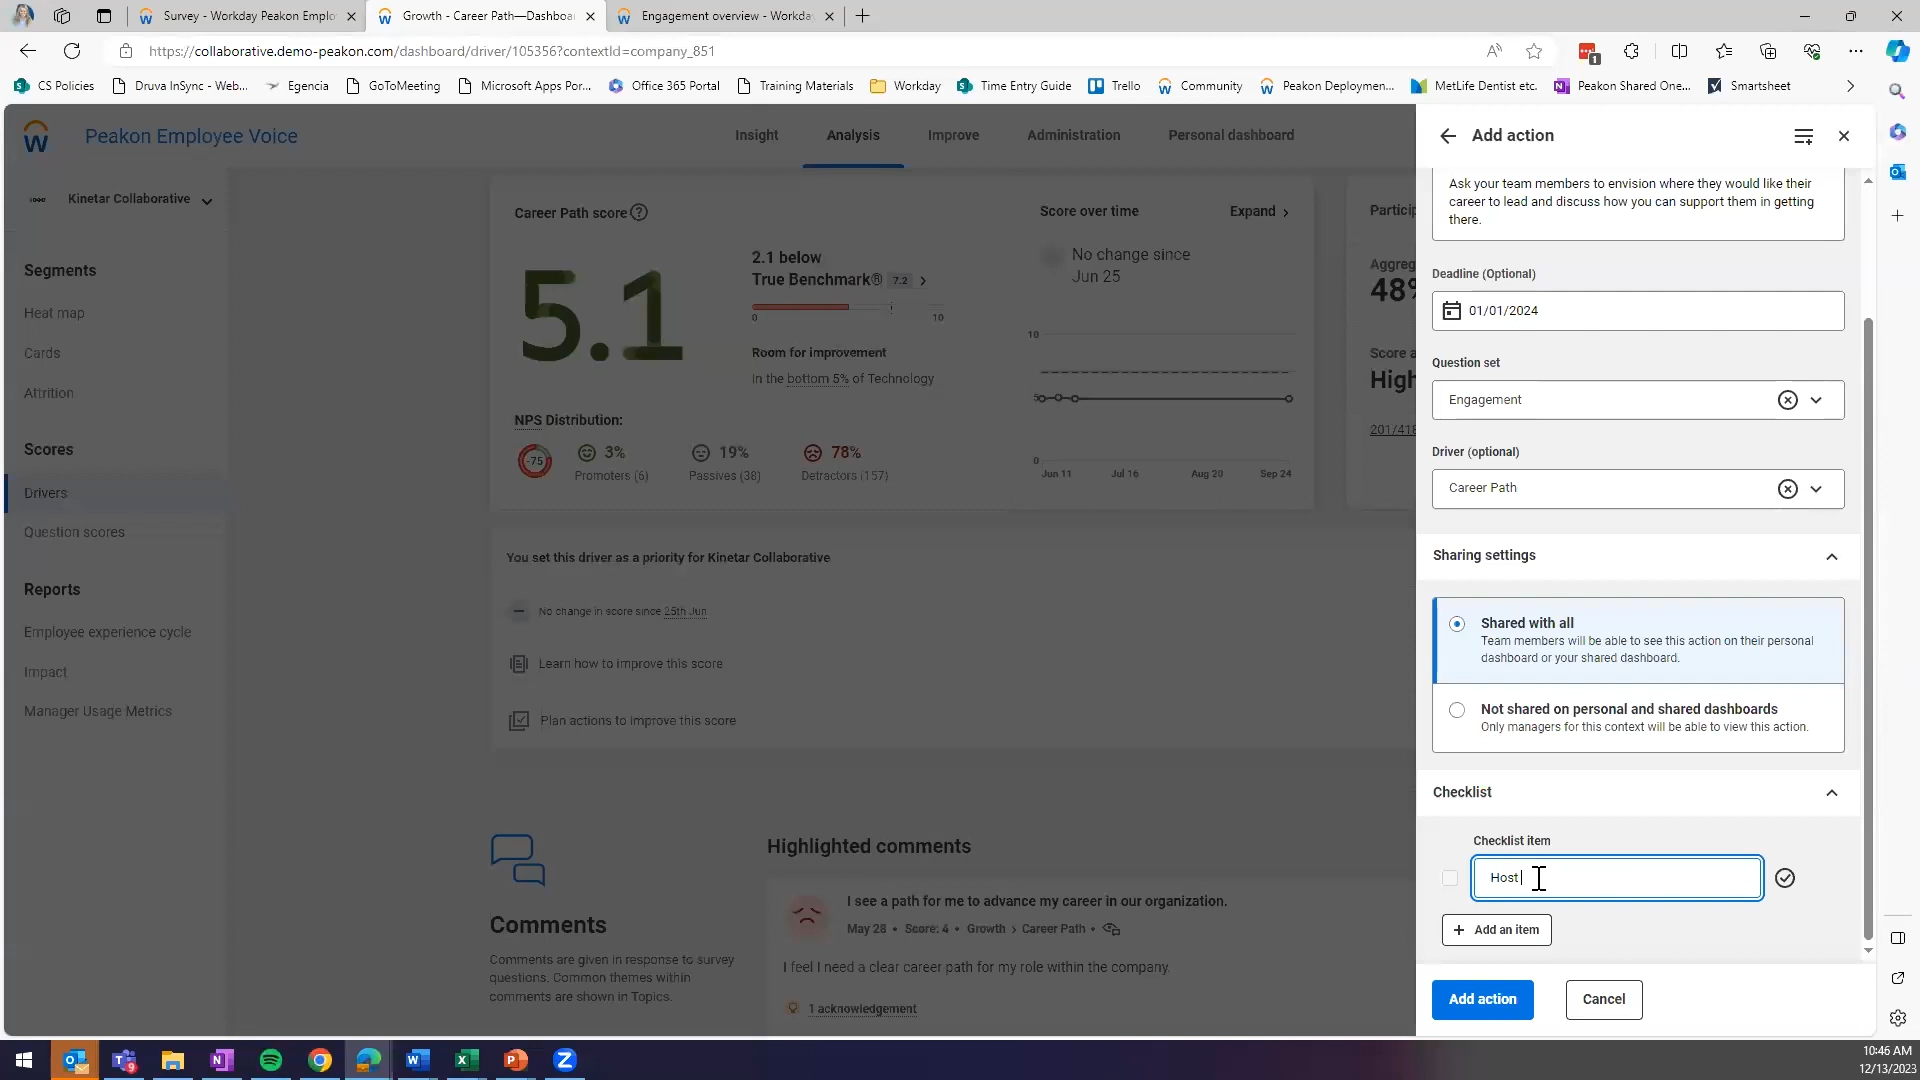 Survey - Workday Peakon Emplo
Growth - Career Path—Dashboa
Engagement overview - Workda
https://collaborative.demo-peakon.com/dashboard/driver/105356?contextId=company_851
1
CS Policies
Druva InSync - Web...
Egencia
GoToMeeting
Microsoft Apps Por...
Office 365 Portal
Training Materials
Workday
Time Entry Guide
Trello
Community
Peakon Deploymen...
MetLife Dentist etc.
Peakon Shared One...
Smartsheet
Peakon Employee Voice
Insight
Analysis
Improve
Administration
Personal dashboard
Kinetar Collaborative
Segments
Heat map
Cards
Attrition
Scores
Drivers
Question scores
Reports
Employee experience cycle
Impact
Manager Usage Metrics
Career Path score
5.1
2.1 below
True Benchmark® 7.2
0 10
Room for improvement
In the bottom 5% of Technology
NPS Distribution:
-75
3%
Promoters (6)
19%
Passives (38)
78%
Detractors (157)
Score over time
Expand
No change since
Jun 25
10
5
0
Jun 11 Jul 16 Aug 20 Sep 24
Particip
Aggreg
48%
Score a
High
201/418
You set this driver as a priority for Kinetar Collaborative
No change in score since 25th Jun
Learn how to improve this score
Plan actions to improve this score
Comments
Comments are given in response to survey
questions. Common themes within
comments are shown in Topics.
Highlighted comments
I see a path for me to advance my career in our organization.
May 28 • Score: 4 • Growth › Career Path •
I feel I need a clear career path for my role within the company.
1 acknowledgement
Add action
Ask your team members to envision where they would like their
career to lead and discuss how you can support them in getting
there.
Deadline (Optional)
01/01/2024
Question set
Engagement
Driver (optional)
Career Path
Sharing settings
Shared with all
Team members will be able to see this action on their personal
dashboard or your shared dashboard.
Not shared on personal and shared dashboards
Only managers for this context will be able to view this action.
Checklist
Checklist item
Host
+ Add an item
Add action
Cancel
10:46 AM
12/13/2023